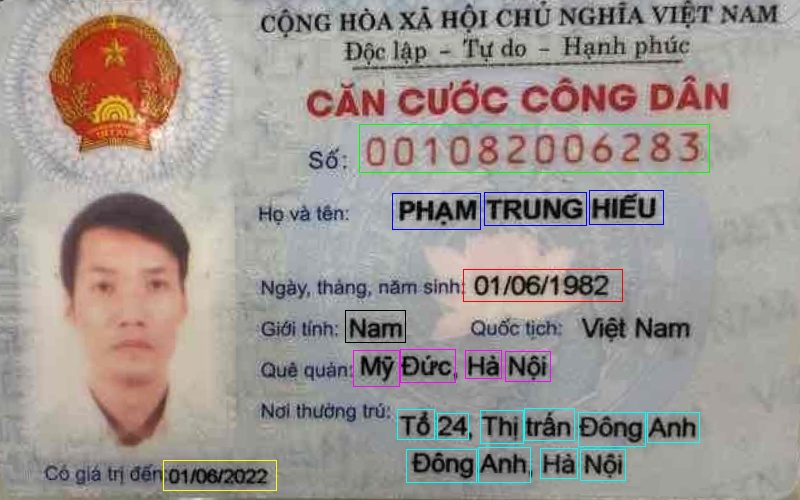 CỘNG HÒA XÃ HỘI CHỦ NGHĨA VIỆT NAM
Độc lập - Tự do - Hạnh phúc
CĂN CƯỚC CÔNG DÂN
Số: 001082006283
Họ và tên: PHẠM TRUNG HIẾU
Ngày, tháng, năm sinh: 01/06/1982
Giới tính: Nam Quốc tịch: Việt Nam
Quê quán: Mỹ Đức, Hà Nội
Nơi thường trú: Tổ 24, Thị trấn Đông Anh
Đông Anh, Hà Nội
Có giá trị đến: 01/06/2022